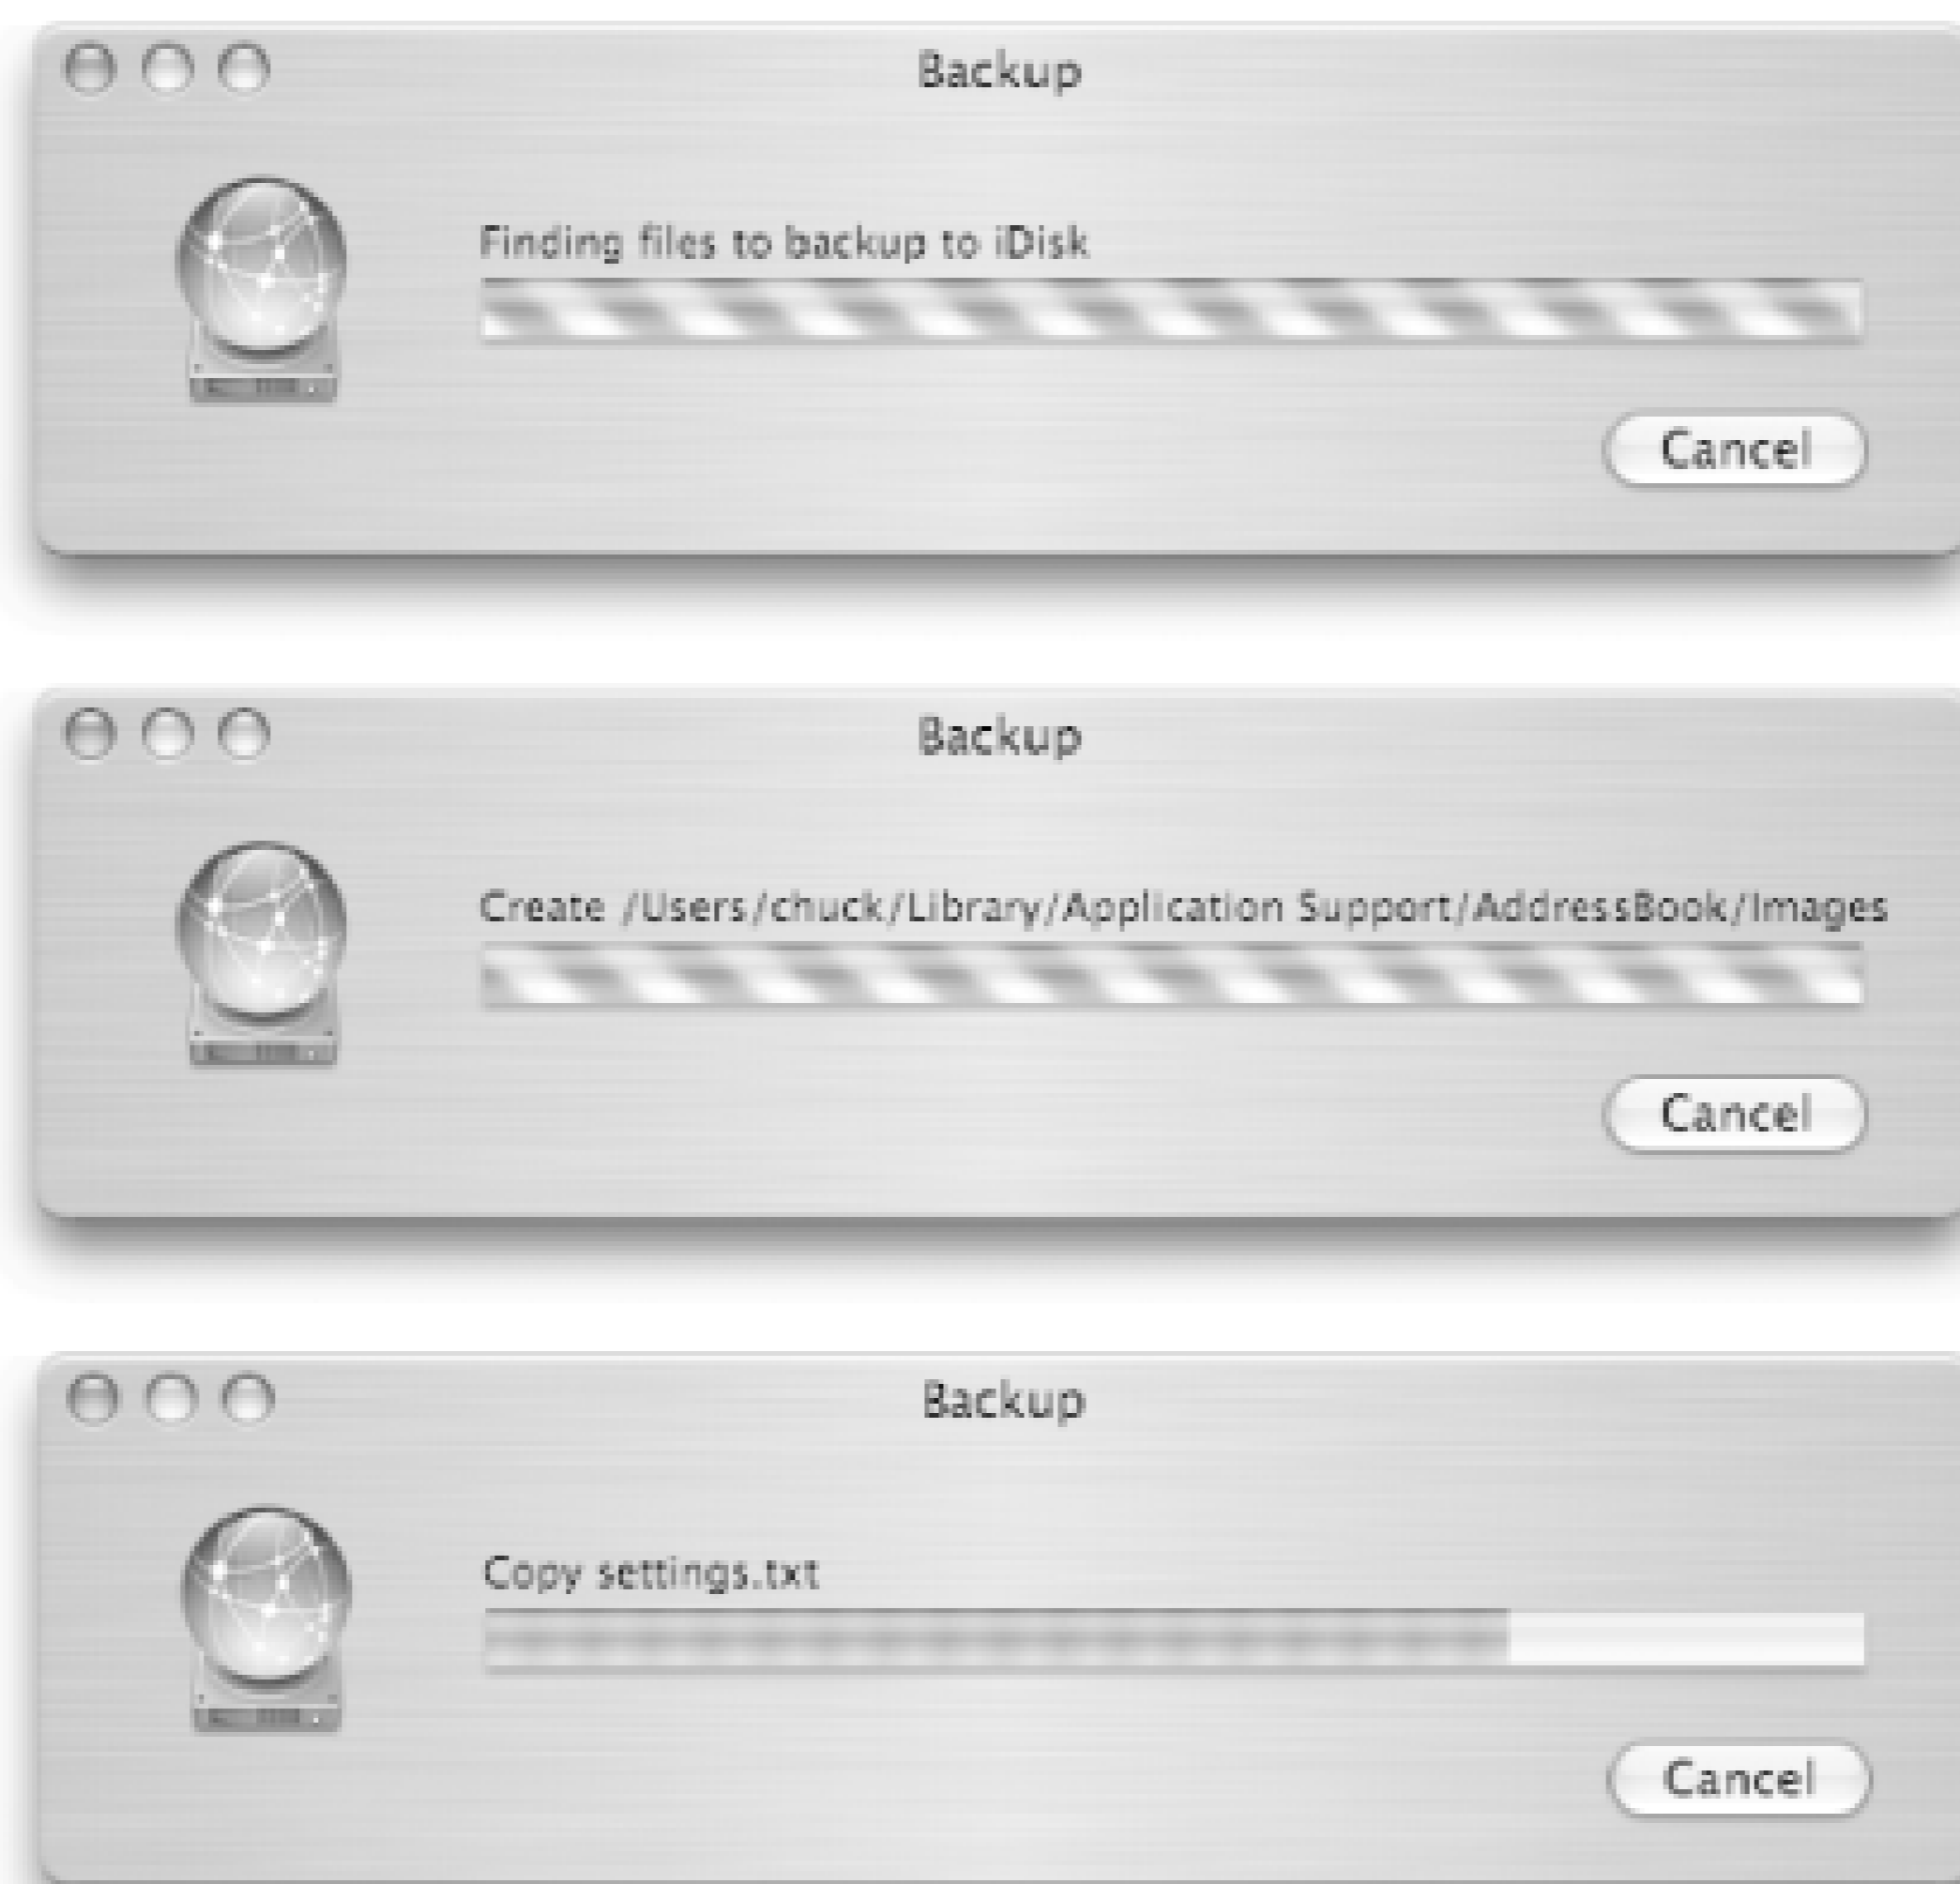 Backup
Finding files to backup to iDisk
Cancel
Backup
Create /Users/chuck/Library/Application Support/AddressBook/Images
Cancel
Backup
Copy settings.txt
Cancel